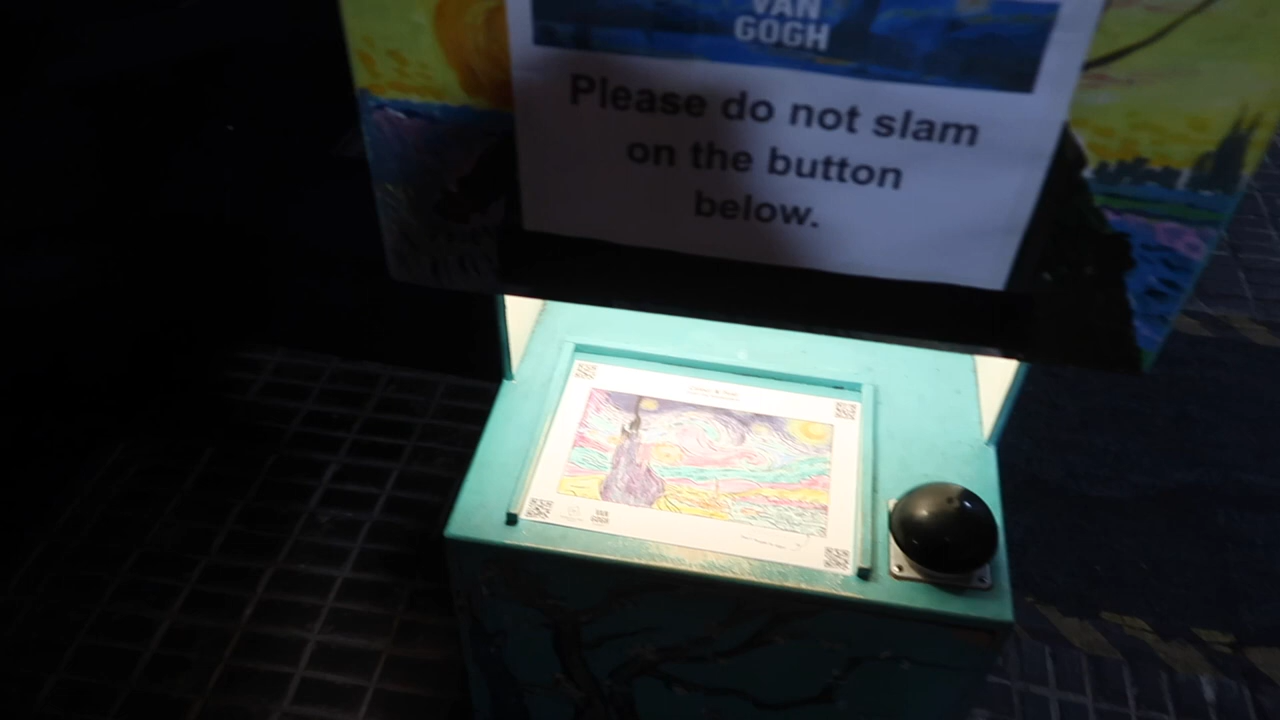 VAN
GOGH
Please do not slam
on the button
below.
VAN
GOGH